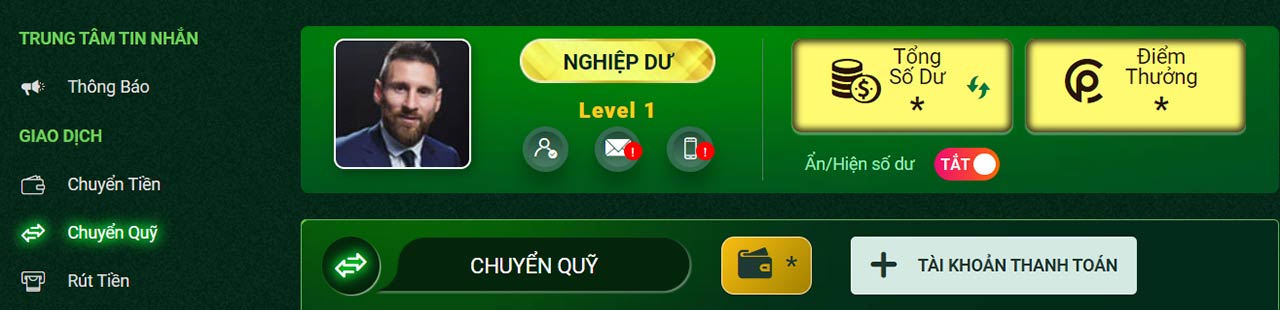 TRUNG TÂM TIN NHẮN
Thông Báo
GIAO DỊCH
Chuyển Tiền
Chuyển Quỹ
Rút Tiền
NGHIỆP DƯ
Level 1
!
!
Tổng
Số Dư
$
*
Điểm
Thưởng
*
Ẩn/Hiện số dư
TẮT
CHUYỂN QUỸ
*
TÀI KHOẢN THANH TOÁN